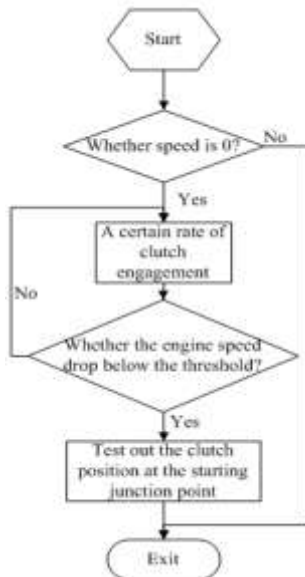 Start
Whether speed is 0?
No
Yes
A certain rate of
clutch
engagement
No
Whether the engine speed
drop below the threshold?
Yes
Test out the clutch
position at the starting
junction point
Exit